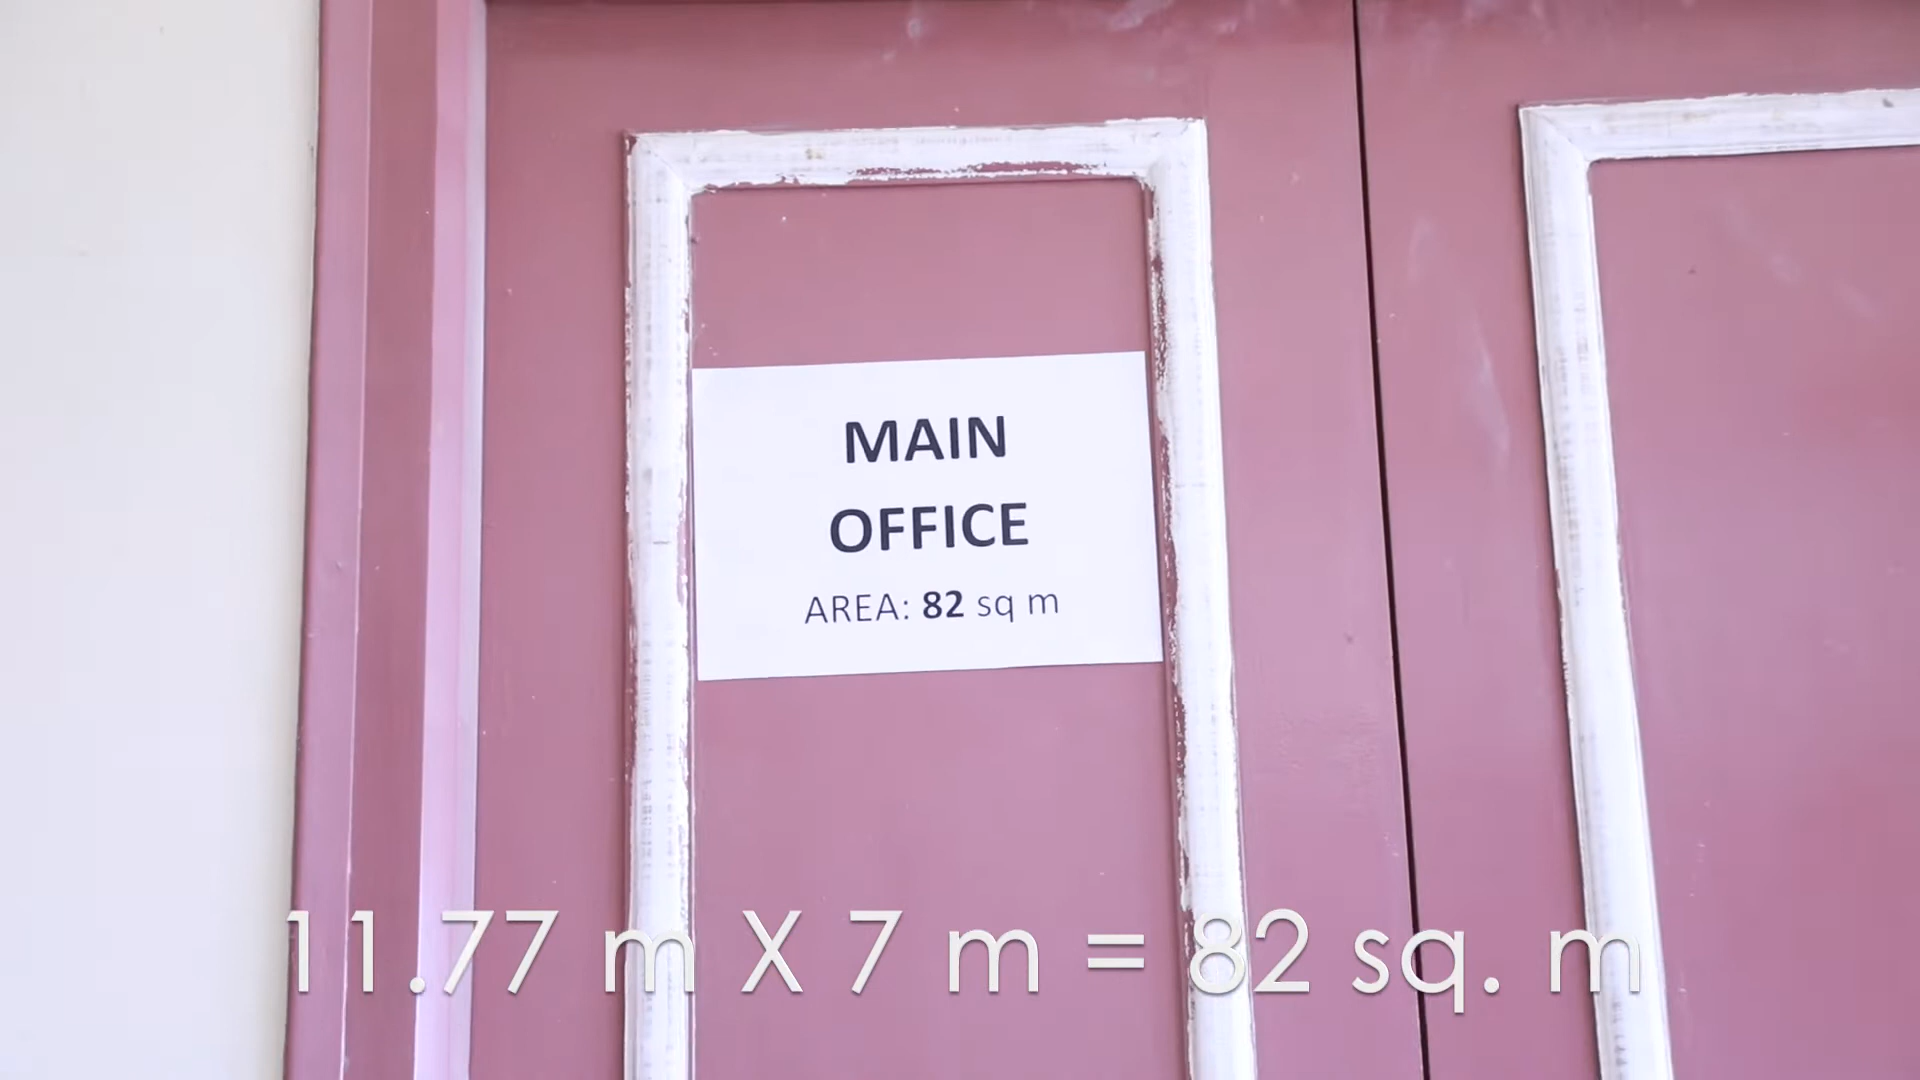 MAIN
OFFICE
AREA: 82 sq m
11.77 m X 7 m = 82 sq. m